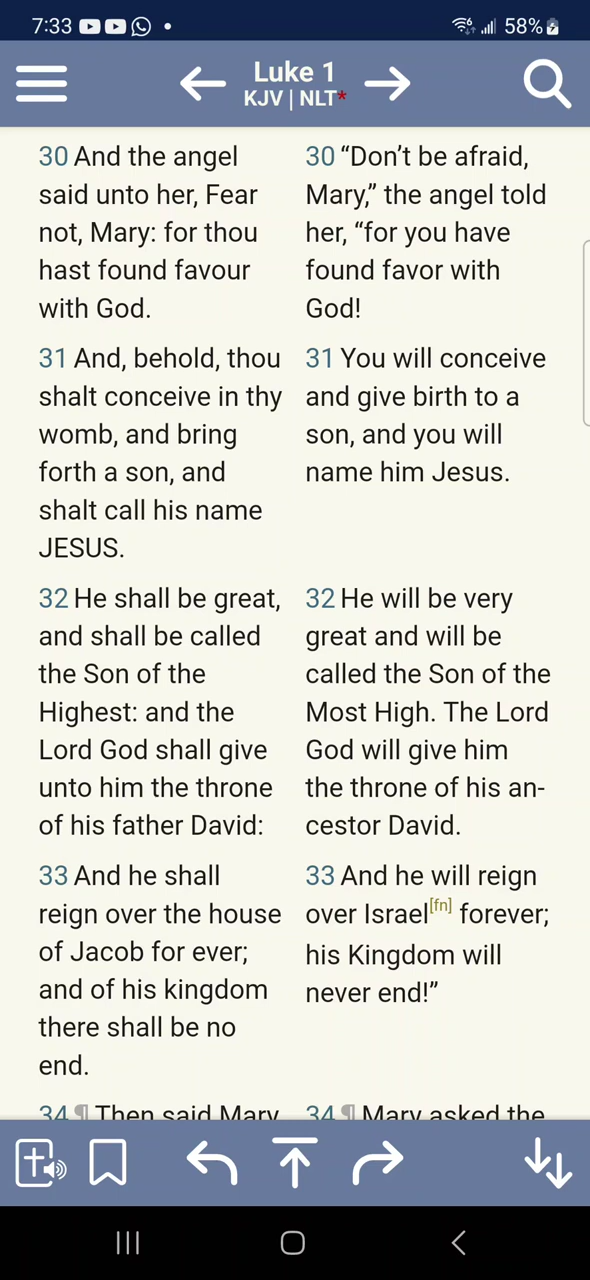 7:33 58%
Luke 1
KJV | NLT*
30 And the angel
said unto her, Fear
not, Mary: for thou
hast found favour
with God.
31 And, behold, thou
shalt conceive in thy
womb, and bring
forth a son, and
shalt call his name
JESUS.
32 He shall be great,
and shall be called
the Son of the
Highest: and the
Lord God shall give
unto him the throne
of his father David:
33 And he shall
reign over the house
of Jacob for ever;
and of his kingdom
there shall be no
end.
34 ¶ Then said Mary
30 “Don’t be afraid,
Mary,” the angel told
her, “for you have
found favor with
God!
31 You will conceive
and give birth to a
son, and you will
name him Jesus.
32 He will be very
great and will be
called the Son of the
Most High. The Lord
God will give him
the throne of his an-
cestor David.
33 And he will reign
over Israel[fn] forever;
his Kingdom will
never end!”
34 ¶ Mary asked the